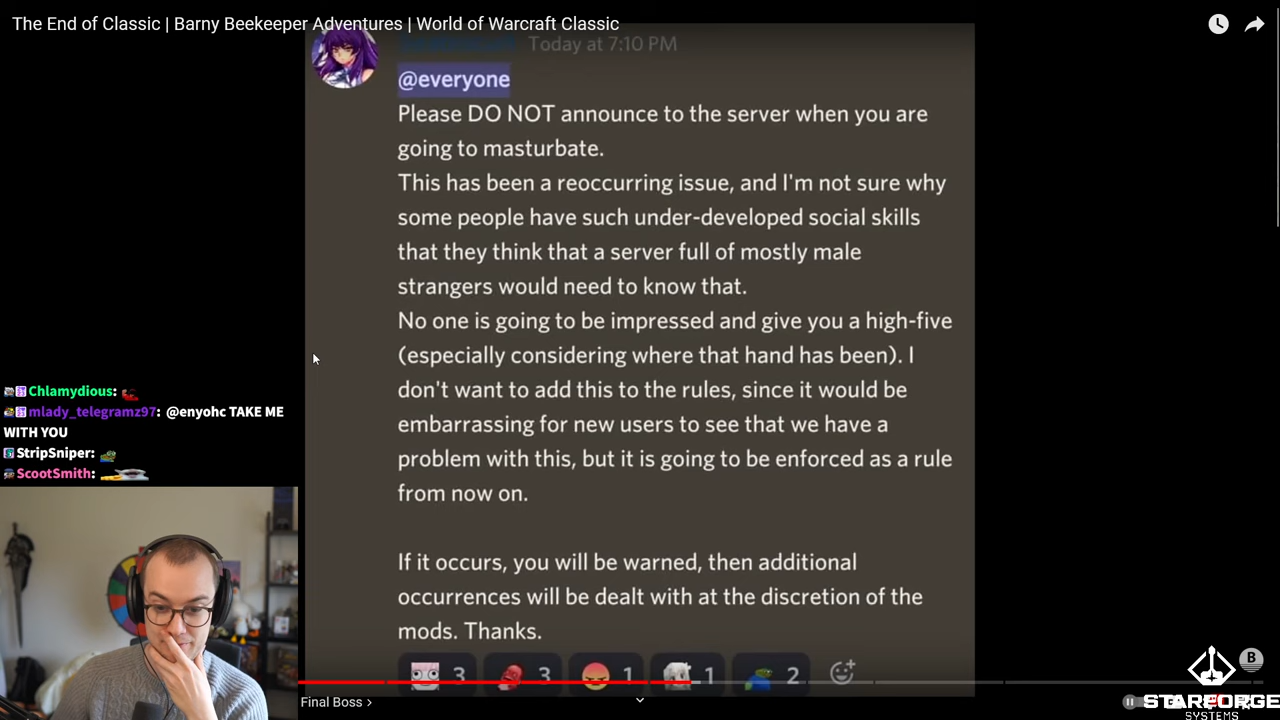 The End of Classic | Barny Beekeeper Adventures | World of Warcraft Classic
Today at 7:10 PM
@everyone
Please DO NOT announce to the server when you are
going to masturbate.
This has been a reoccurring issue, and I'm not sure why
some people have such under-developed social skills
that they think that a server full of mostly male
strangers would need to know that.
No one is going to be impressed and give you a high-five
(especially considering where that hand has been). I
don't want to add this to the rules, since it would be
embarrassing for new users to see that we have a
problem with this, but it is going to be enforced as a rule
from now on.
If it occurs, you will be warned, then additional
occurrences will be dealt with at the discretion of the
mods. Thanks.
3 3 1 1 2
Chlamydious:
mlady_telegramz97: @enyohc TAKE ME
WITH YOU
StripSniper:
ScootSmith:
Final Boss
B
STARFORGE
SYSTEMS